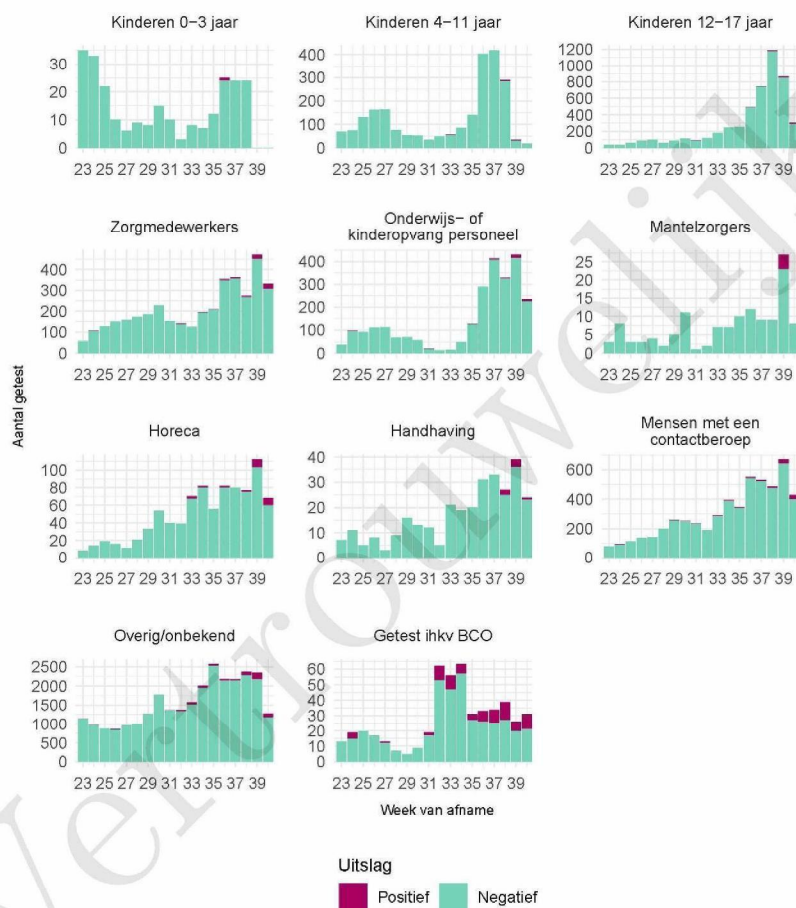 Kinderen 0−3 jaar
Kinderen 4−11 jaar
Kinderen 12−17 jaar
30
20
10
0
23 25 27 29 31 33 35 37 39
400
300
200
100
0
23 25 27 29 31 33 35 37 39
1200
1000
800
600
400
200
0
23 25 27 29 31 33 35 37 39
Zorgmedewerkers
Onderwijs− of
kinderopvang personeel
Mantelzorgers
400
300
200
100
0
23 25 27 29 31 33 35 37 39
400
300
200
100
0
23 25 27 29 31 33 35 37 39
25
20
15
10
5
0
23 25 27 29 31 33 35 37 39
Aantal getest
Horeca
Handhaving
Mensen met een
contactberoep
100
80
60
40
20
0
23 25 27 29 31 33 35 37 39
40
30
20
10
0
23 25 27 29 31 33 35 37 39
600
400
200
0
23 25 27 29 31 33 35 37 39
Overig/onbekend
Getest ihkv BCO
2500
2000
1500
1000
500
0
23 25 27 29 31 33 35 37 39
60
50
40
30
20
10
0
23 25 27 29 31 33 35 37 39
Week van afname
Uitslag
Positief
Negatief
Vertrouwelijk